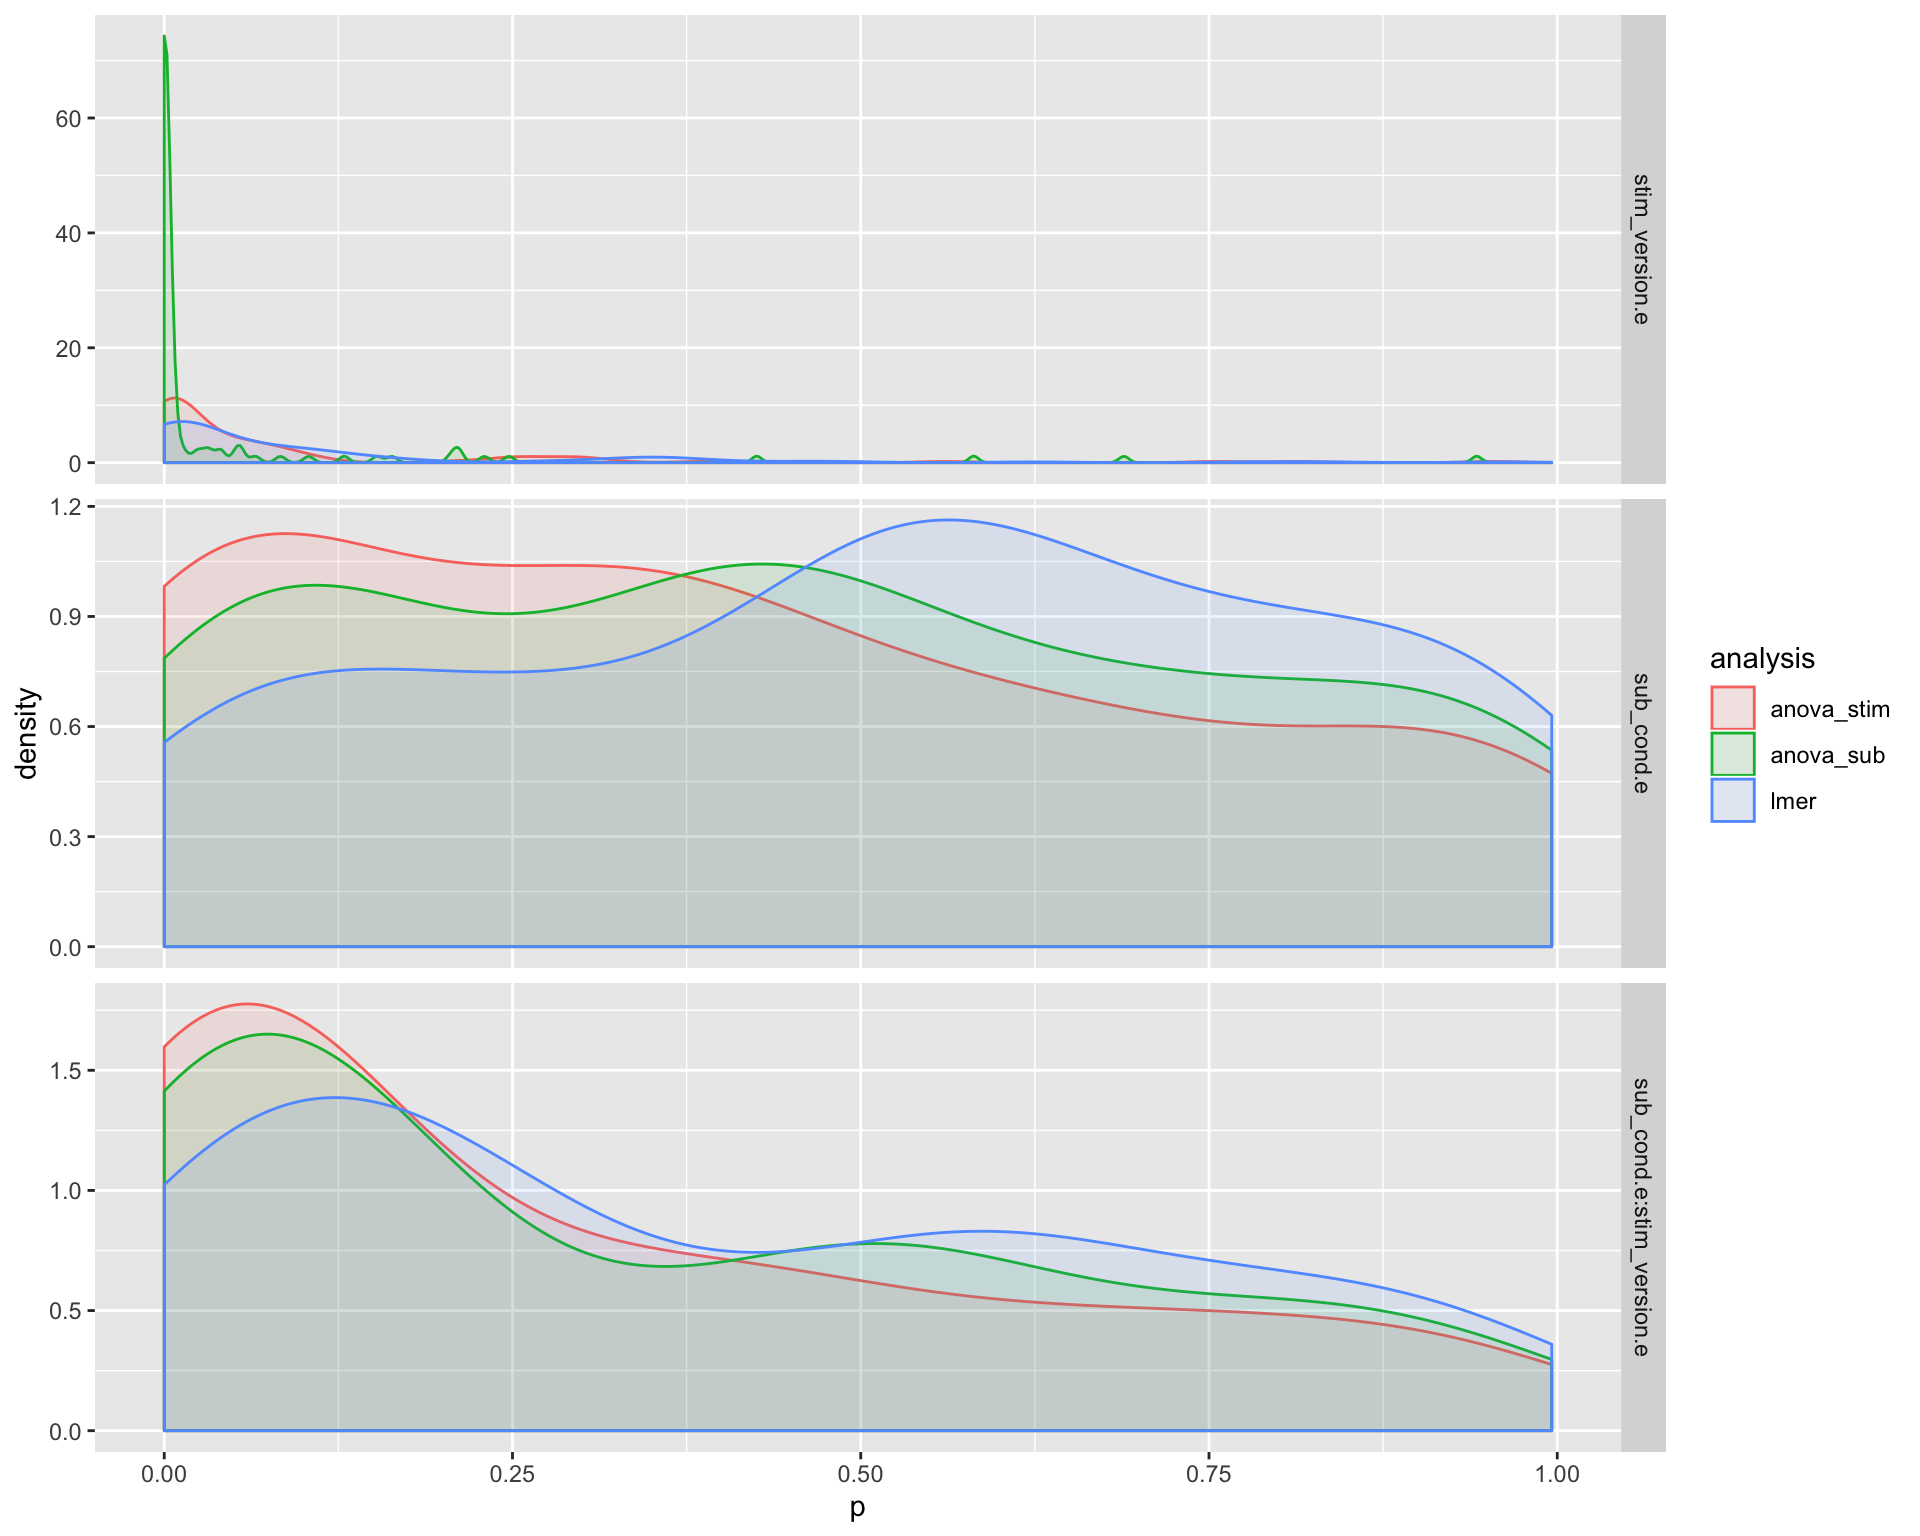 60
40
20
0
stim_version.e
1.2
0.9
0.6
0.3
0.0
sub_cond.e
1.5
1.0
0.5
0.0
sub_cond.e:stim_version.e
0.00 0.25 0.50 0.75 1.00
p
density
analysis
anova_stim
anova_sub
lmer